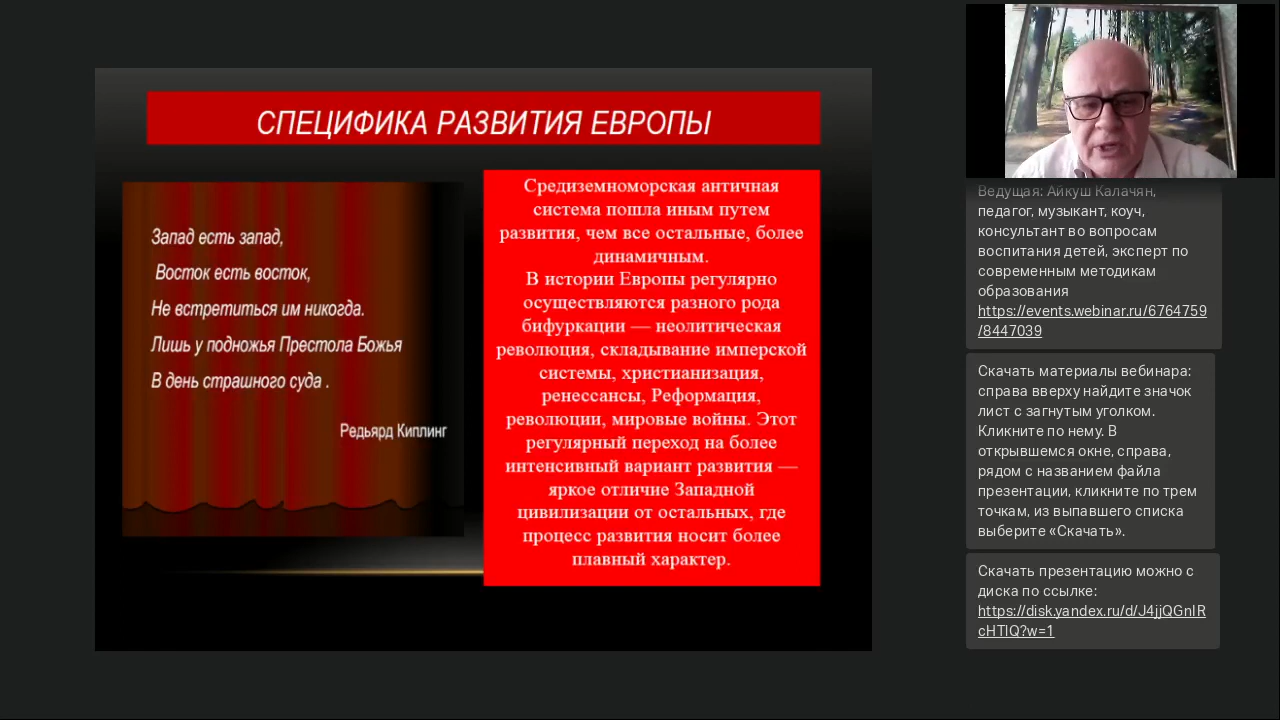 СПЕЦИФИКА РАЗВИТИЯ ЕВРОПЫ
Запад есть запад,
Восток есть восток,
Не встретиться им никогда.
Лишь у подножья Престола Божья
В день страшного суда .
Редьярд Киплинг
Средиземноморская античная
система пошла иным путем
развития, чем все остальные, более
динамичным.
В истории Европы регулярно
осуществляются разного рода
бифуркации — неолитическая
революция, складывание имперской
системы, христианизация,
ренессансы, Реформация,
революции, мировые войны. Этот
регулярный переход на более
интенсивный вариант развития —
яркое отличие Западной
цивилизации от остальных, где
процесс развития носит более
плавный характер.
Ведущая: Айкуш Калачян,
педагог, музыкант, коуч,
консультант во вопросам
воспитания детей, эксперт по
современным методикам
образования
https://events.webinar.ru/6764759
/8447039
Скачать материалы вебинара:
справа вверху найдите значок
лист с загнутым уголком.
Кликните по нему. В
открывшемся окне, справа,
рядом с названием файла
презентации, кликните по трем
точкам, из выпавшего списка
выберите «Скачать».
Скачать презентацию можно с
диска по ссылке:
https://disk.yandex.ru/d/J4jjQGnIR
cHTlQ?w=1